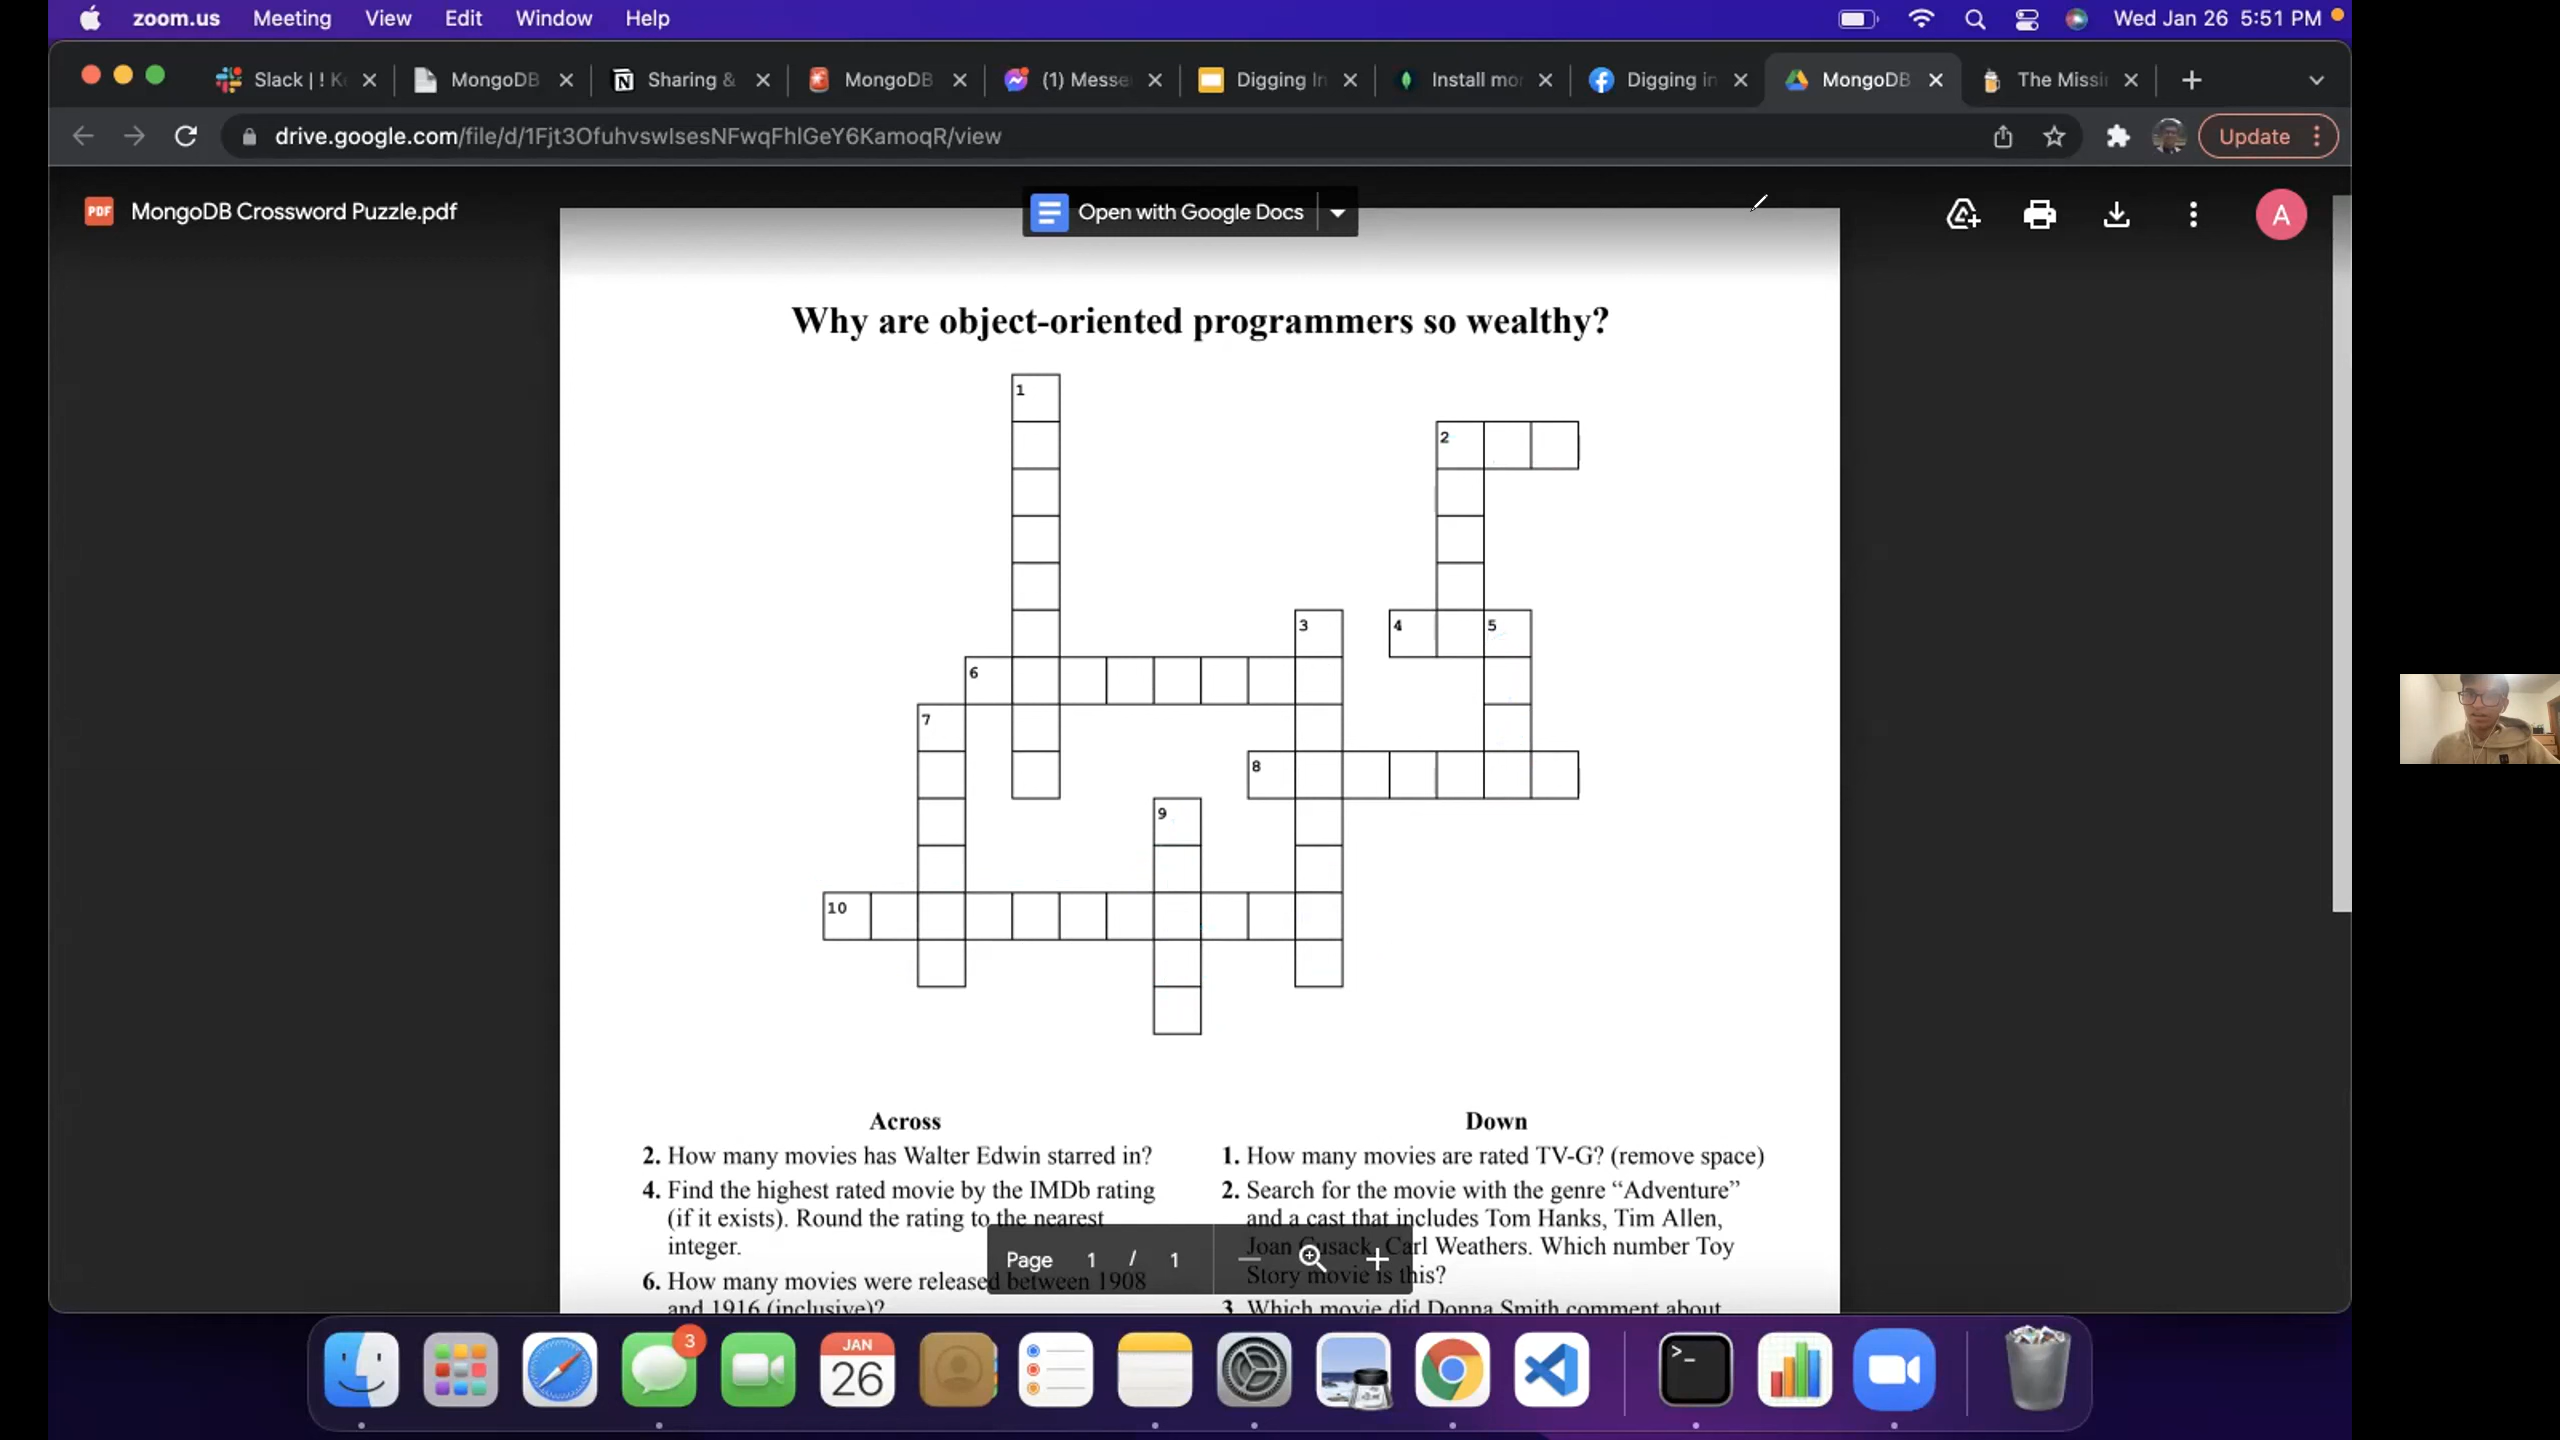 zoom.us Meeting View Edit Window Help Wed Jan 26 5:51 PM
Slack | ! K MongoDB Sharing & MongoDB (1) Messe Digging In Install mo Digging in MongoDB The Missi
drive.google.com/file/d/1Fjt3OfuhvswIsesNFwqFhlGeY6KamoqR/view Update
PDF MongoDB Crossword Puzzle.pdf Open with Google Docs A
Why are object-oriented programmers so wealthy?
1
2
3 4 5
6
7
8
9
10
Across
2. How many movies has Walter Edwin starred in?
4. Find the highest rated movie by the IMDb rating
(if it exists). Round the rating to the nearest
integer.
6. How many movies were released between 1908
and 1916 (inclusive)?
Down
1. How many movies are rated TV-G? (remove space)
2. Search for the movie with the genre “Adventure”
and a cast that includes Tom Hanks, Tim Allen,
Joan Cusack, Carl Weathers. Which number Toy
Story movie is this?
3. Which movie did Donna Smith comment about
Page 1 / 1
3
JAN
26